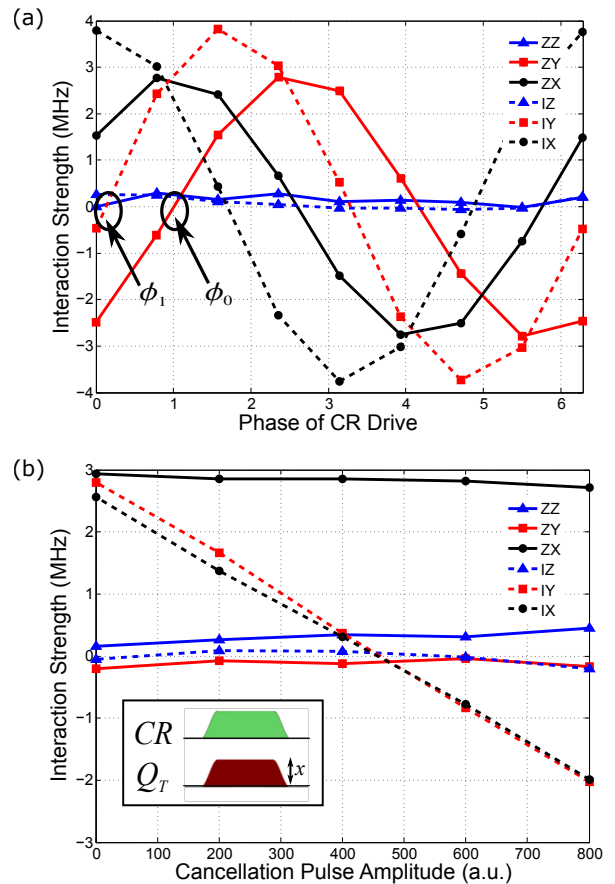 (a)
Interaction Strength (MHz)
4
3
2
1
0
−1
−2
−3
−4
ZZ
ZY
ZX
IZ
IY
IX
ϕ1
ϕ0
0
1
2
3
4
5
6
Phase of CR Drive
(b)
Interaction Strength (MHz)
3
2
1
0
−1
−2
−3
ZZ
ZY
ZX
IZ
IY
IX
CR
QT
x
0
100
200
300
400
500
600
700
800
Cancellation Pulse Amplitude (a.u.)